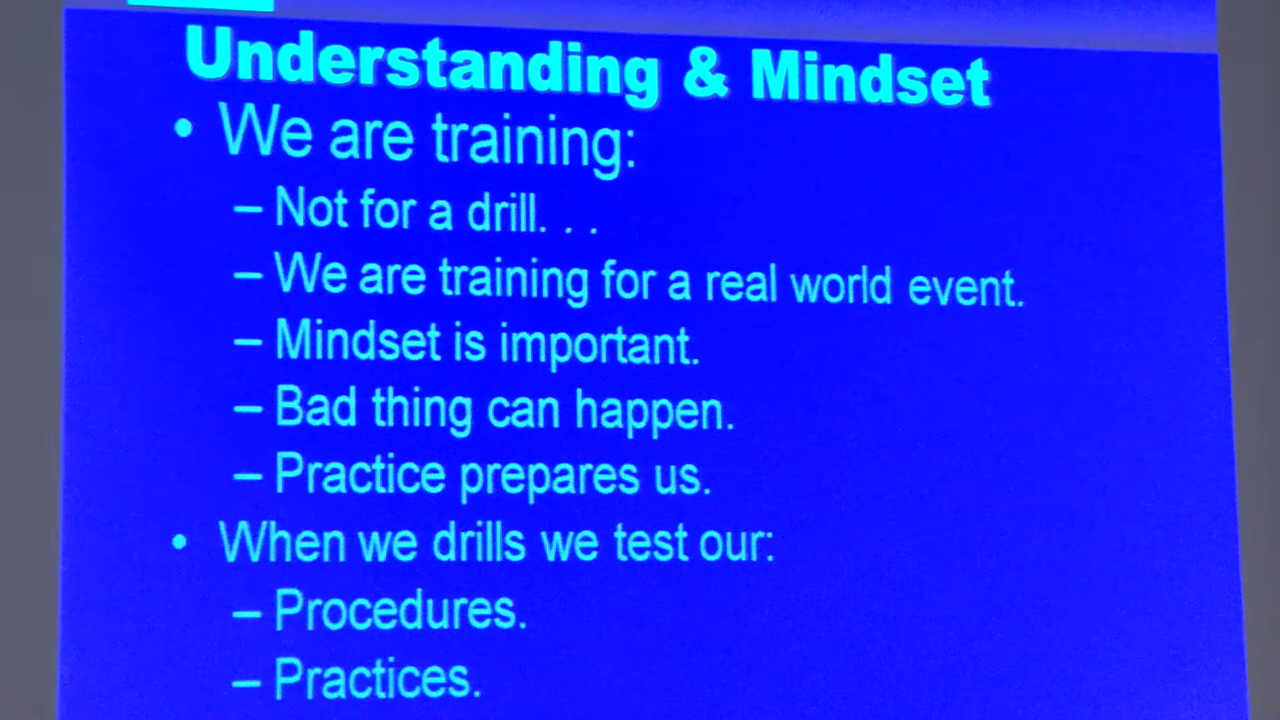 Understanding & Mindset
• We are training:
– Not for a drill. . .
– We are training for a real world event.
– Mindset is important.
– Bad thing can happen.
– Practice prepares us.
• When we drills we test our:
– Procedures.
– Practices.